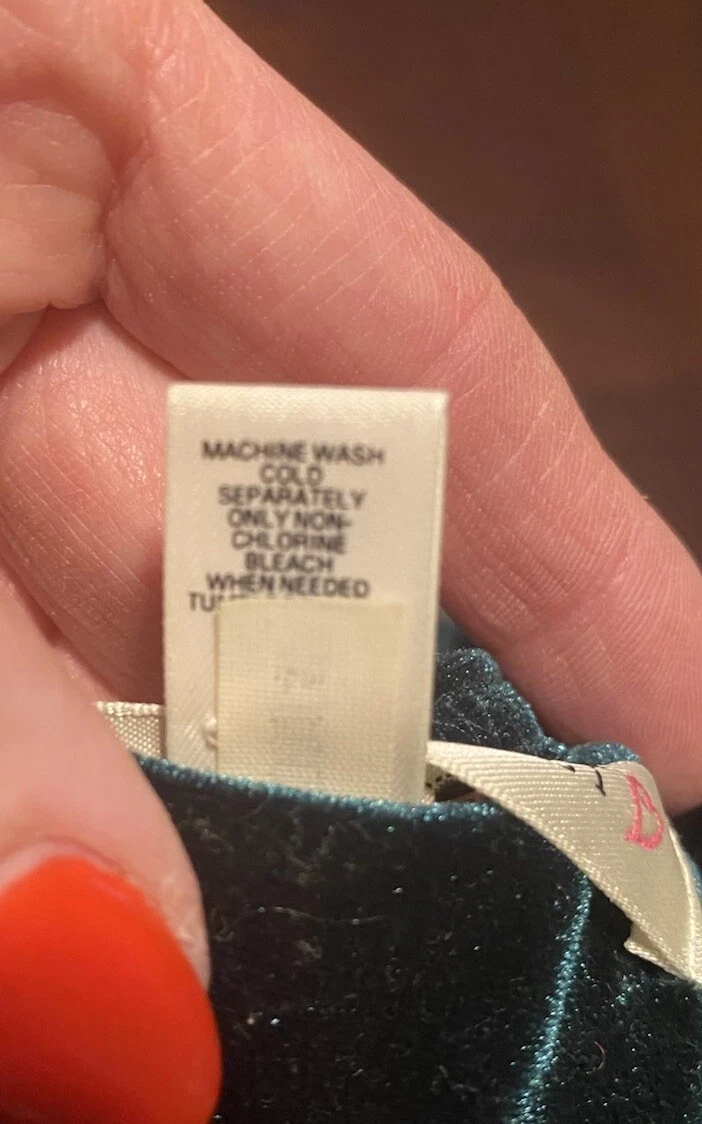 MACHINE WASH
COLD
SEPARATELY
ONLY NON-
CHLORINE
BLEACH
WHEN NEEDED
B